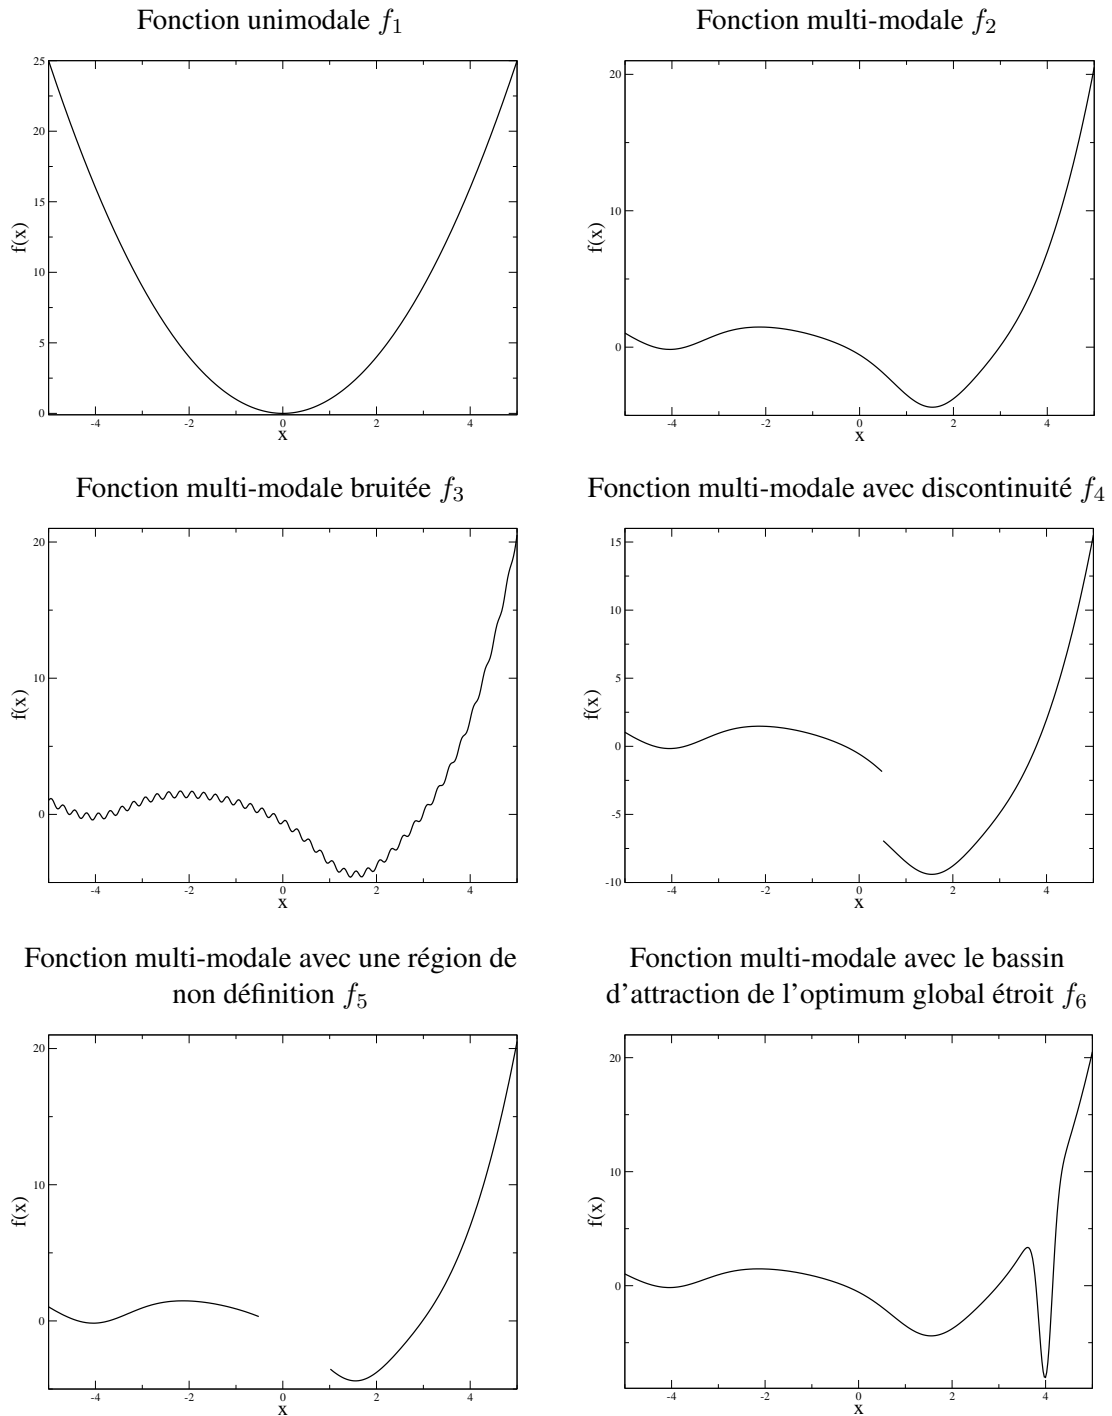 Fonction unimodale f1
25
20
15
10
5
0
f(x)
-4
-2
0
2
4
x
Fonction multi-modale f2
20
10
0
f(x)
-4
-2
0
2
4
x
Fonction multi-modale bruitée f3
20
10
0
f(x)
-4
-2
0
2
4
x
Fonction multi-modale avec discontinuité f4
15
10
5
0
-5
-10
f(x)
-4
-2
0
2
4
x
Fonction multi-modale avec une région de
non définition f5
20
10
0
f(x)
-4
-2
0
2
4
x
Fonction multi-modale avec le bassin
d'attraction de l'optimum global étroit f6
20
10
0
f(x)
-4
-2
0
2
4
x